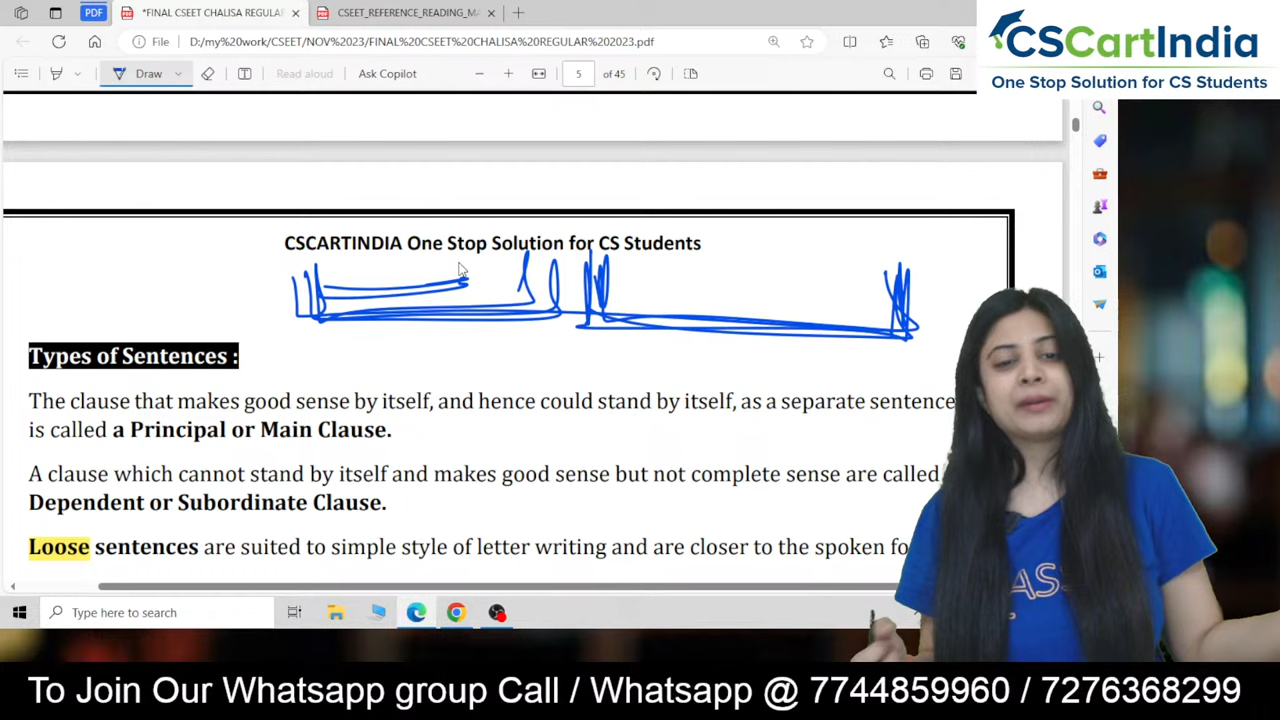 PDF
*FINAL CSEET CHALISA REGULAR
CSEET_REFERENCE_READING_MA
File
D:/my%20work/CSEET/NOV%2023/FINAL%20CSEET%20CHALISA%20REGULAR%202023.pdf
Draw
Read aloud
Ask Copilot
5
of 45
CSCartIndia
One Stop Solution for CS Students
CSCARTINDIA One Stop Solution for CS Students
Types of Sentences :
The clause that makes good sense by itself, and hence could stand by itself, as a separate sentence
is called a Principal or Main Clause.
A clause which cannot stand by itself and makes good sense but not complete sense are called
Dependent or Subordinate Clause.
Loose sentences are suited to simple style of letter writing and are closer to the spoken fo
Type here to search
To Join Our Whatsapp group Call / Whatsapp @ 7744859960 / 7276368299